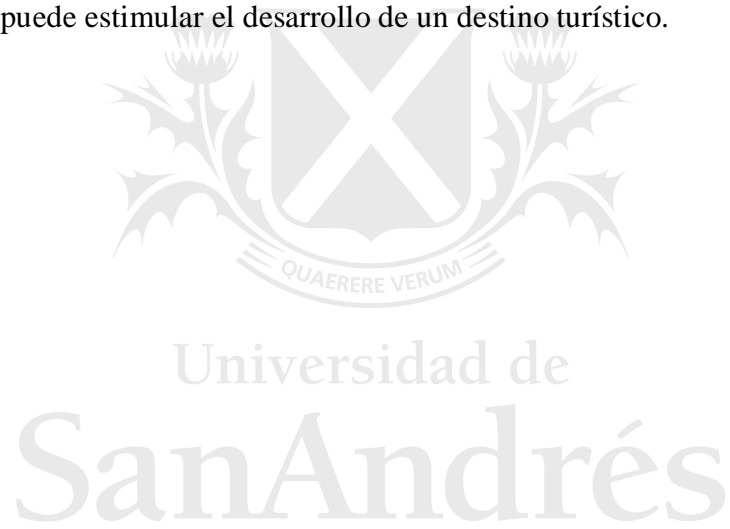 puede estimular el desarrollo de un destino turístico.
QUAERERE VERUM
Universidad de
SanAndrés